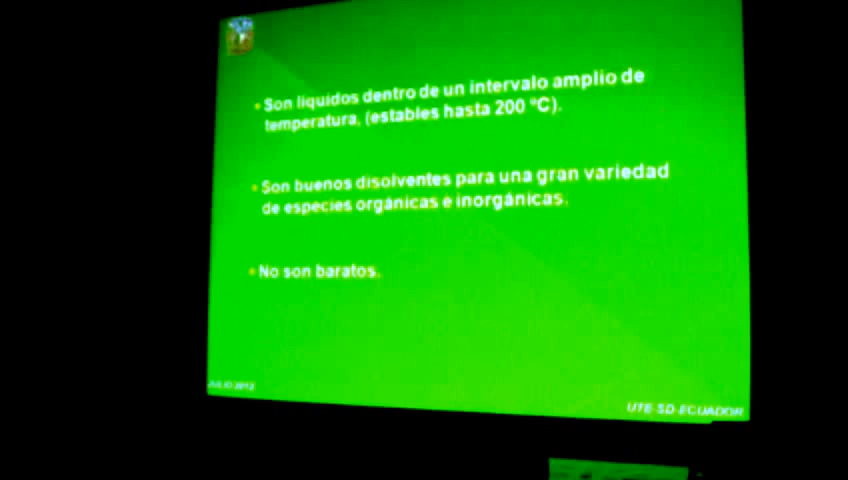 • Son líquidos dentro de un intervalo amplio de
temperatura, (estables hasta 200 ºC).
• Son buenos disolventes para una gran variedad
de especies orgánicas e inorgánicas.
• No son baratos.
JULIO 2012
UTE-SD-ECUADOR